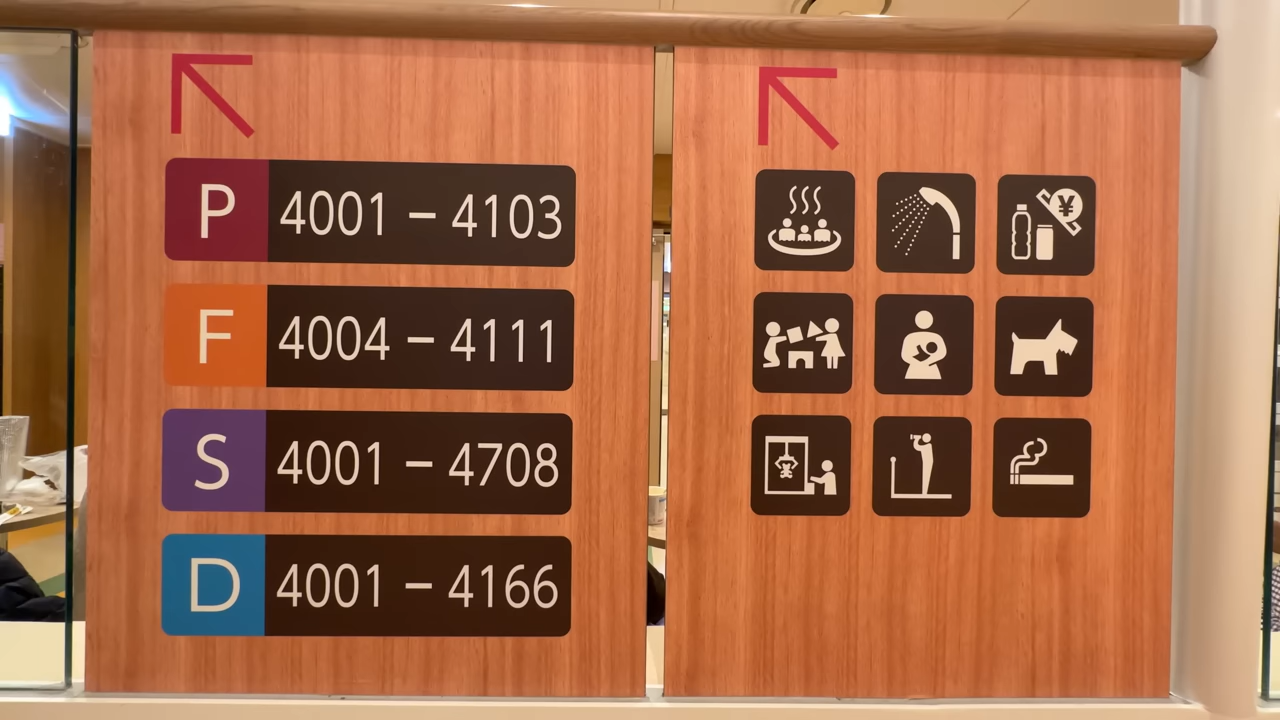 P 4001 – 4103
F 4004 – 4111
S 4001 – 4708
D 4001 – 4166
¥